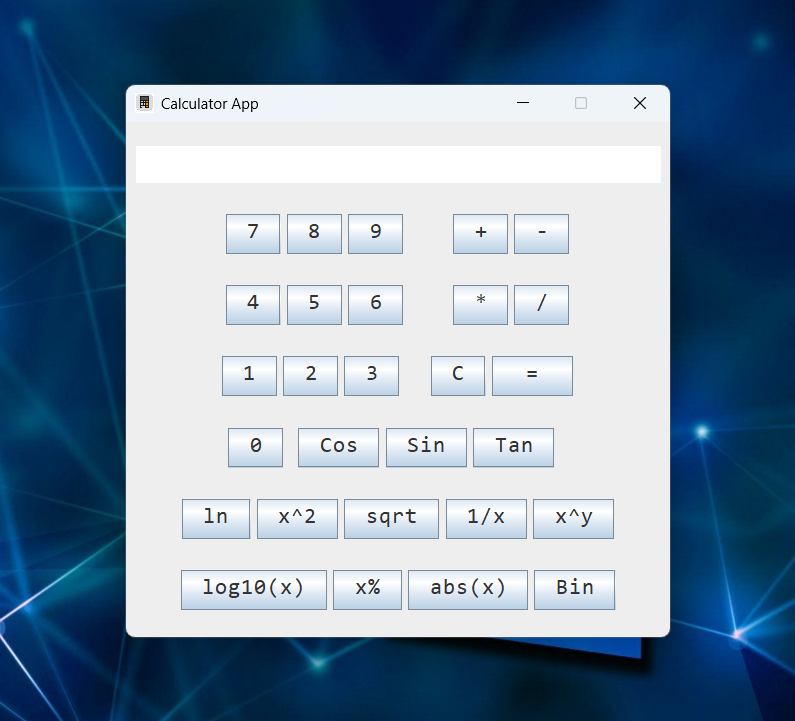 Calculator App
7 8 9 + -
4 5 6 * /
1 2 3 C =
0 Cos Sin Tan
ln x^2 sqrt 1/x x^y
log10(x) x% abs(x) Bin